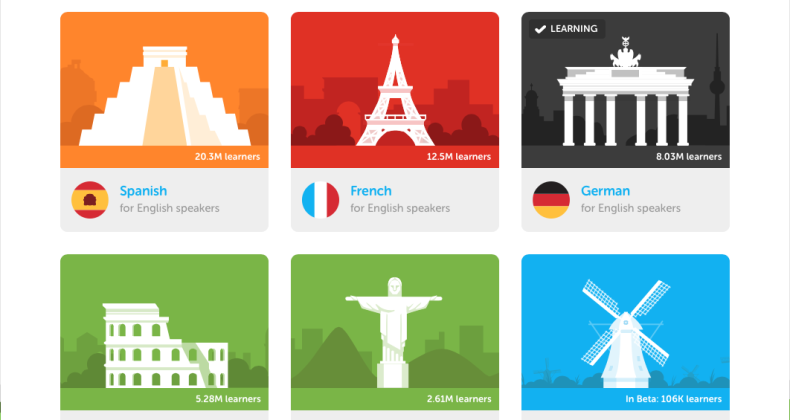 LEARNING
20.3M learners
12.5M learners
8.03M learners
Spanish
for English speakers
French
for English speakers
German
for English speakers
5.28M learners
2.61M learners
In Beta: 106K learners